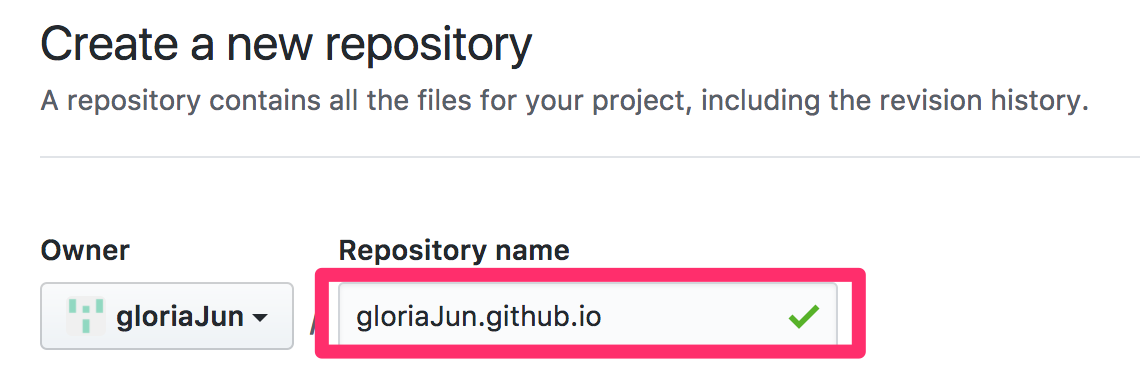 Create a new repository
A repository contains all the files for your project, including the revision history.
Owner
Repository name
gloriaJun
/
gloriaJun.github.io